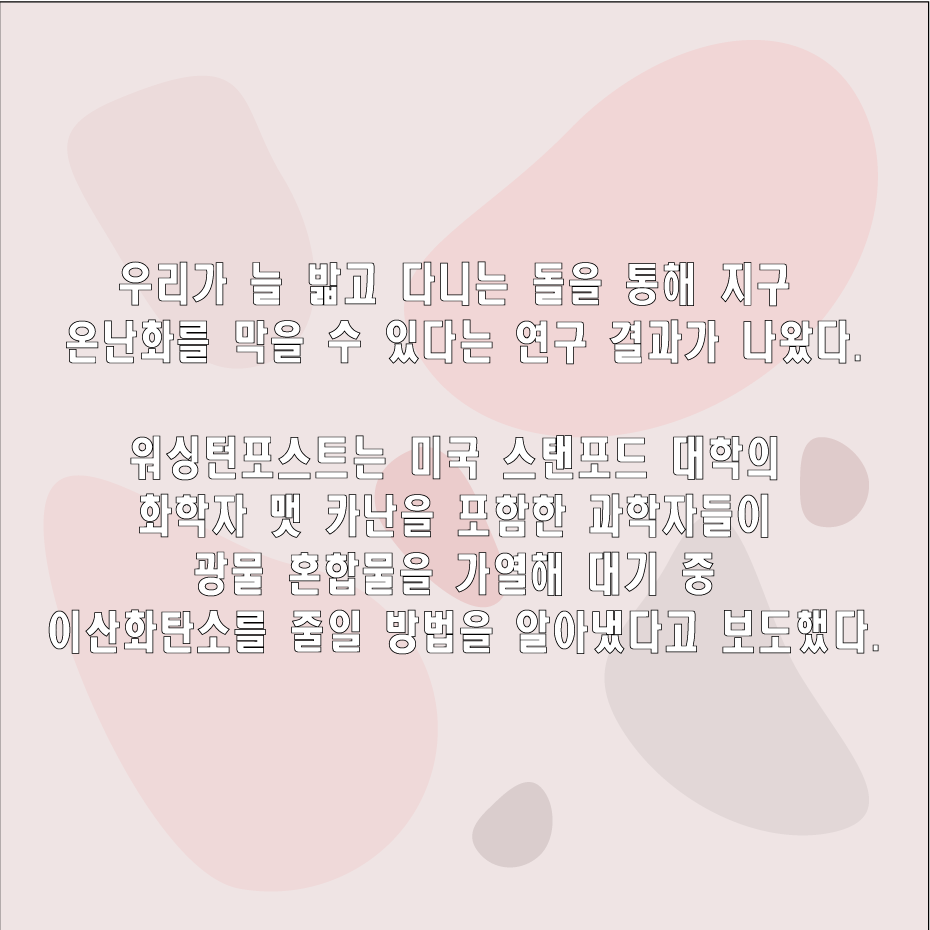 우리가 늘 밟고 다니는 돌을 통해 지구
온난화를 막을 수 있다는 연구 결과가 나왔다.
워싱턴포스트는 미국 스탠포드 대학의
화학자 맷 카난을 포함한 과학자들이
광물 혼합물을 가열해 대기 중
이산화탄소를 줄일 방법을 알아냈다고 보도했다.